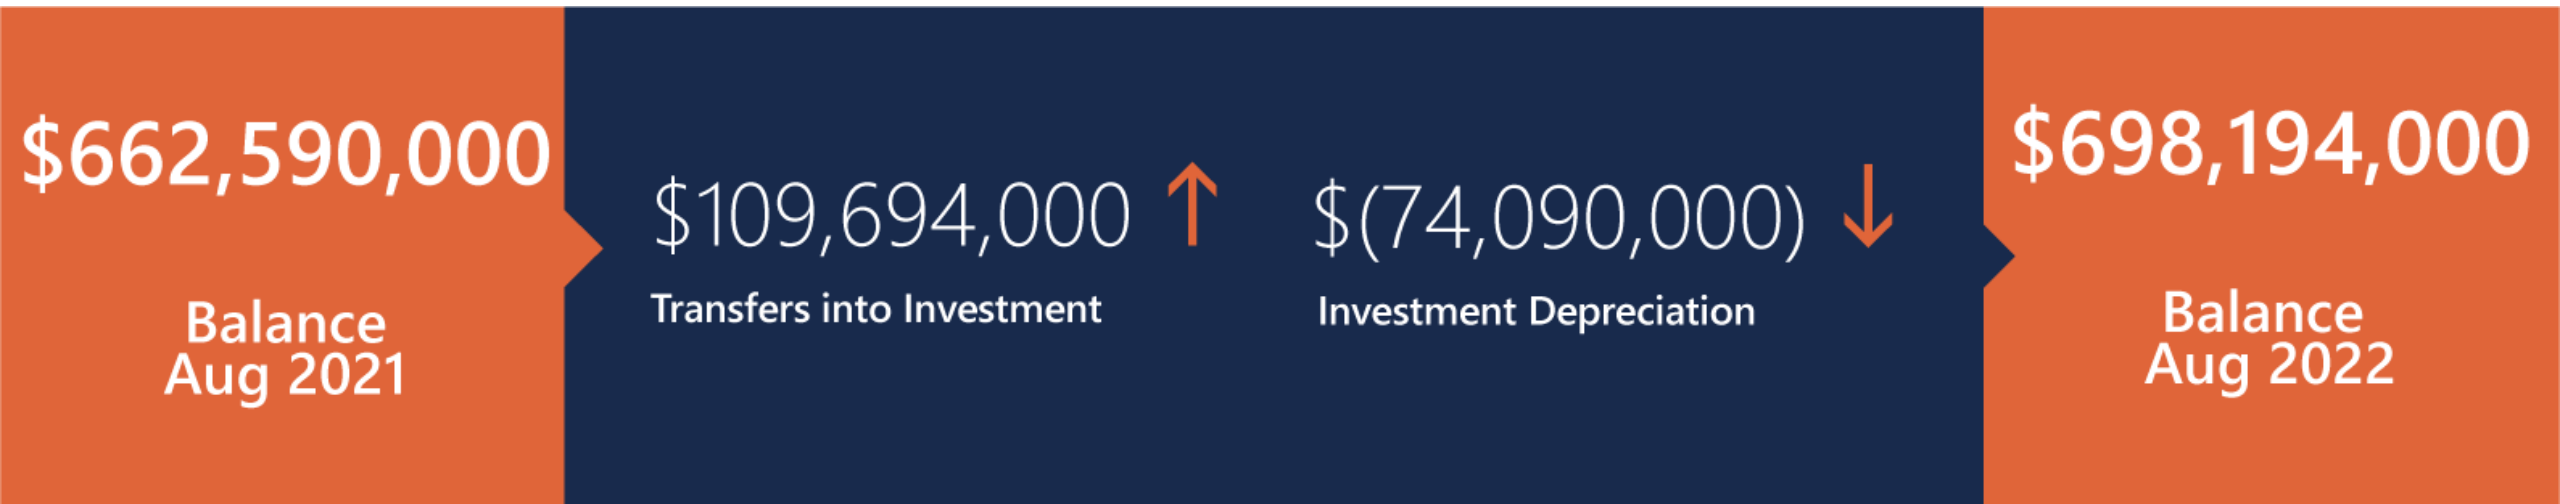 $662,590,000
Balance
Aug 2021
$109,694,000
Transfers into Investment
$(74,090,000)
Investment Depreciation
$698,194,000
Balance
Aug 2022